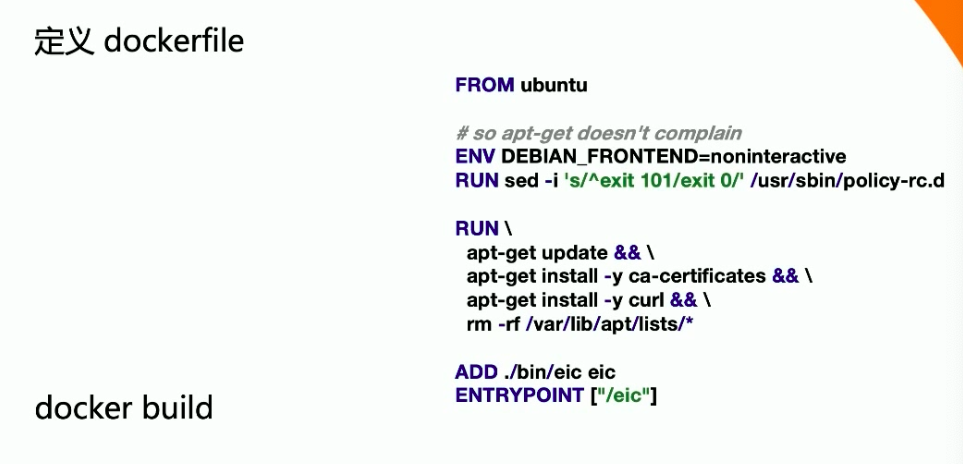 定义 dockerfile
FROM ubuntu
# so apt-get doesn't complain
ENV DEBIAN_FRONTEND=noninteractive
RUN sed -i 's/^exit 101/exit 0/' /usr/sbin/policy-rc.d
RUN \
apt-get update && \
apt-get install -y ca-certificates && \
apt-get install -y curl && \
rm -rf /var/lib/apt/lists/*
ADD ./bin/eic eic
ENTRYPOINT ["/eic"]
docker build